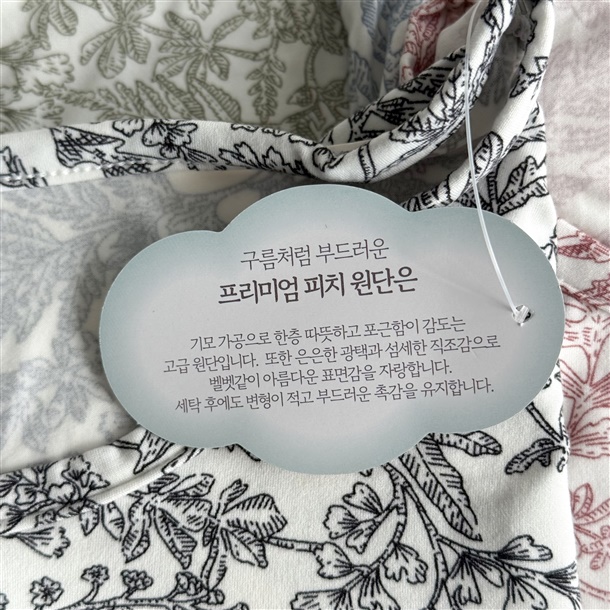 구름처럼 부드러운
프리미엄 피치 원단은
기모 가공으로 한층 따뜻하고 포근함이 감도는
고급 원단입니다. 또한 은은한 광택과 섬세한 직조감으로
벨벳같이 아름다운 표면감을 자랑합니다.
세탁 후에도 변형이 적고 부드러운 촉감을 유지합니다.